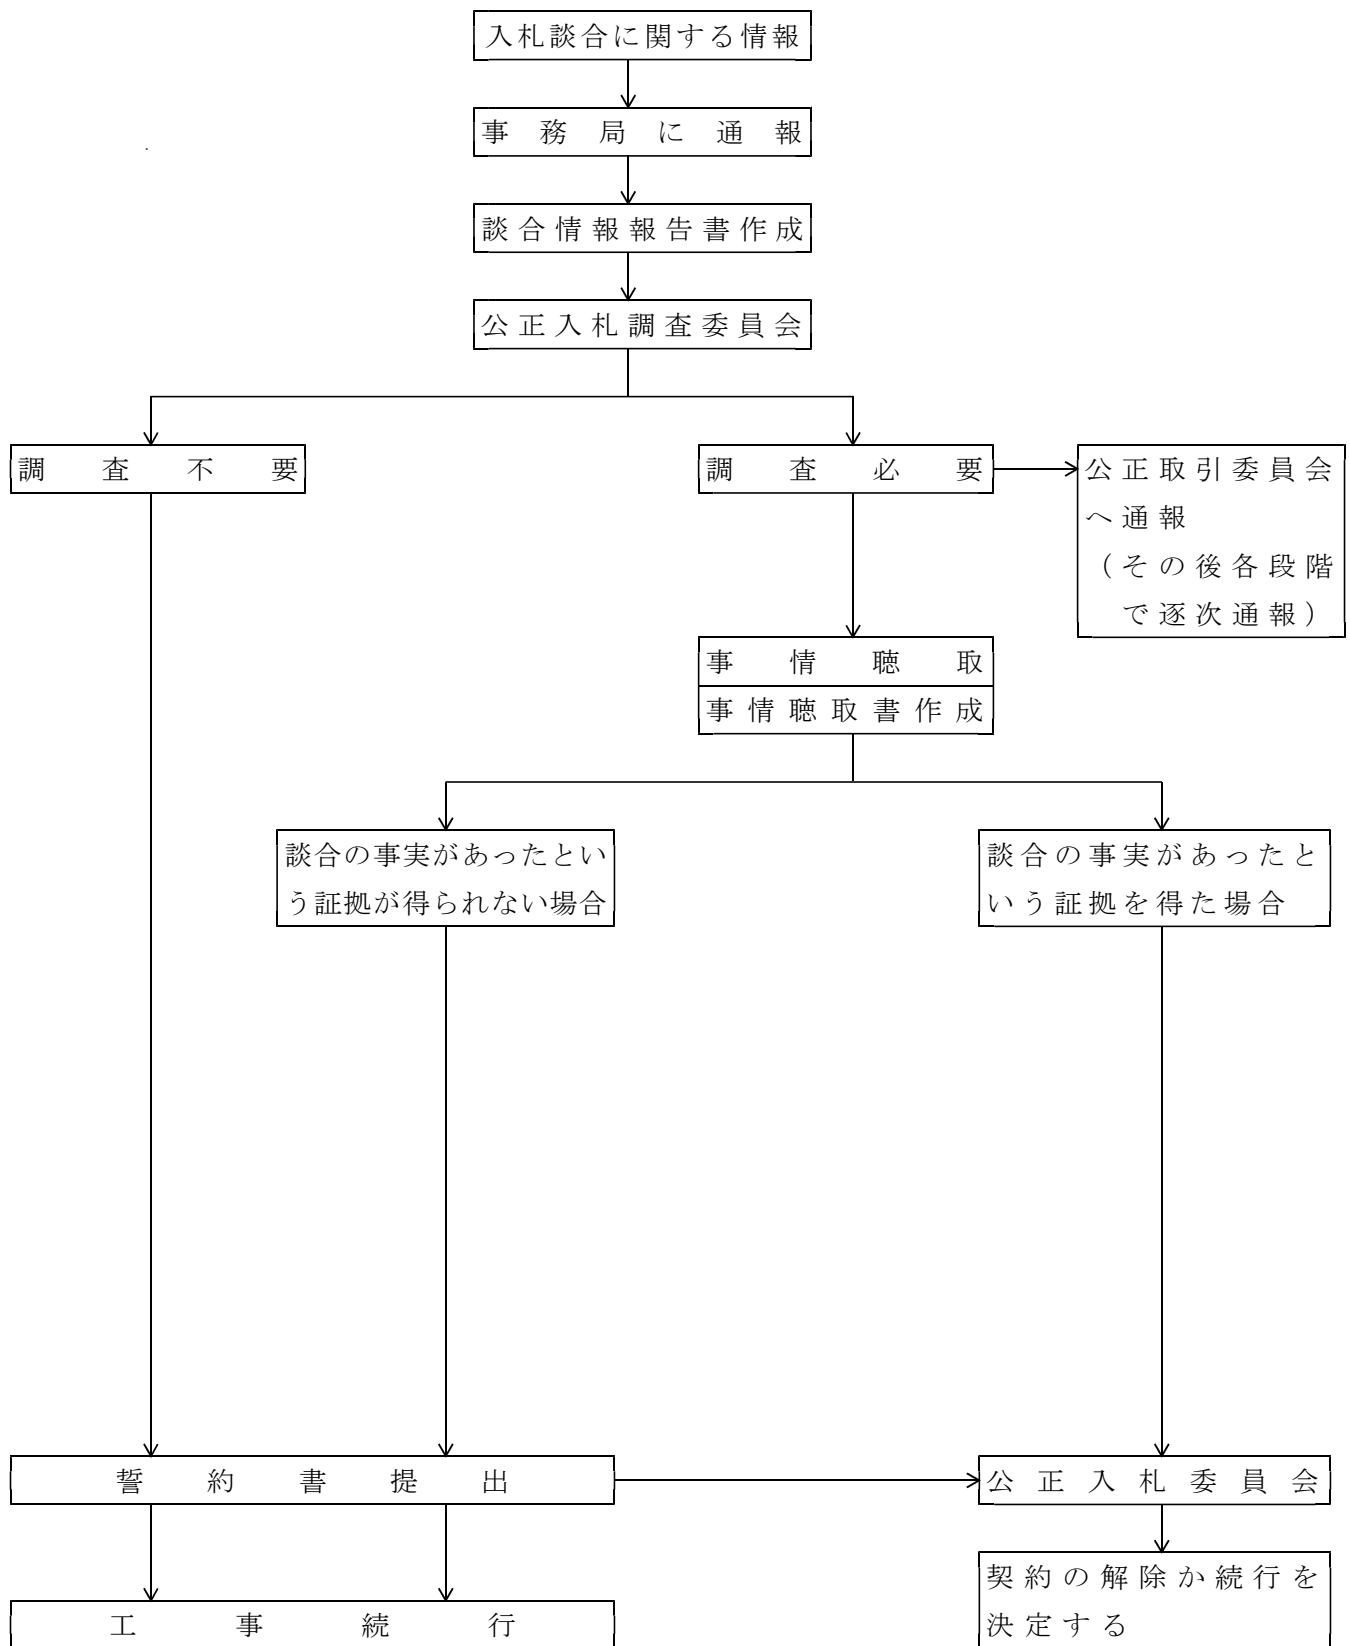 入札談合に関する情報
事務局に通報
談合情報報告書作成
公正入札調査委員会
調査不要
調査必要
公正取引委員会
へ通報
（その後各段階
で逐次通報）
事情聴取
事情聴取書作成
談合の事実があったとい
う証拠が得られない場合
談合の事実があったと
いう証拠を得た場合
誓約書提出
公正入札委員会
契約の解除か続行を
決定する
工事続行